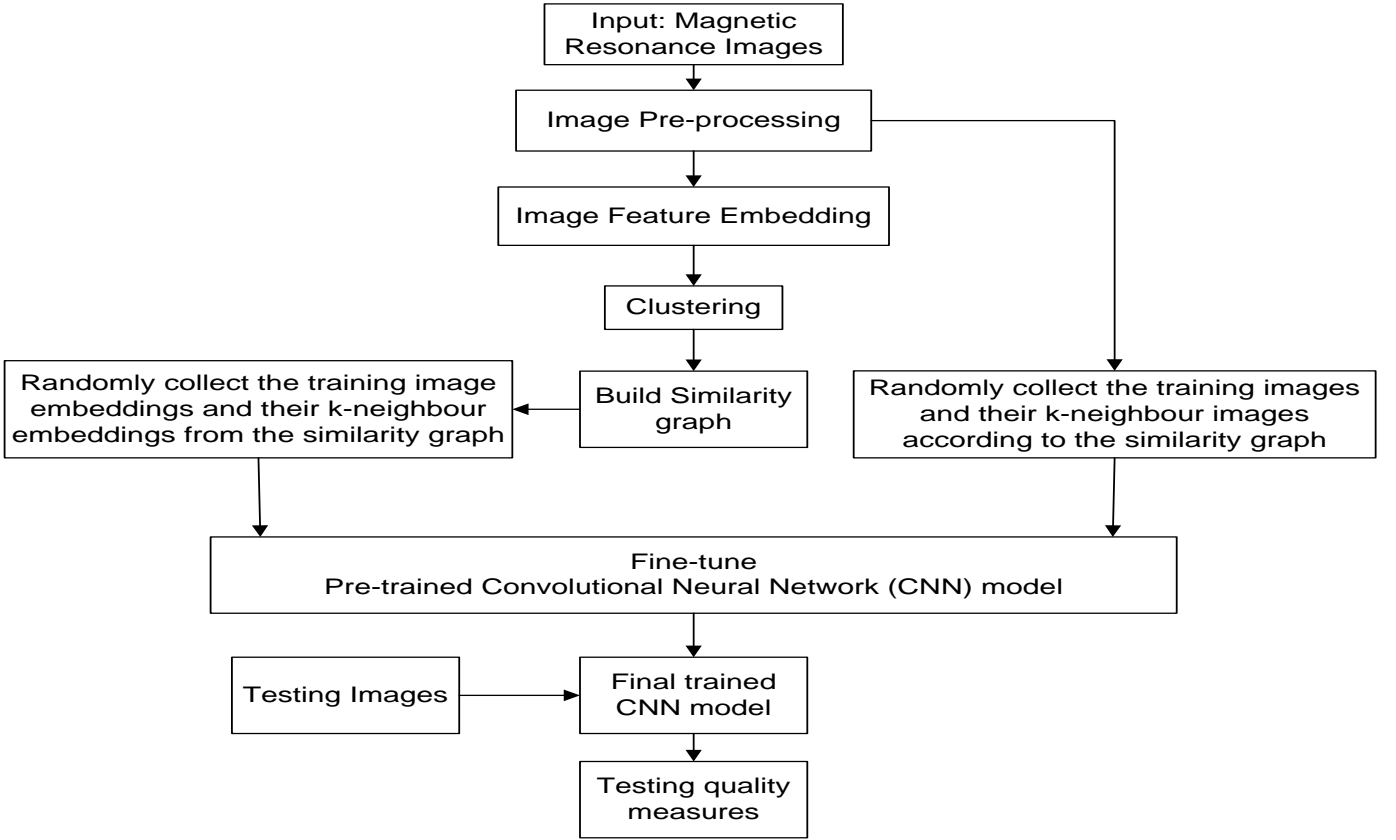 Input: Magnetic
Resonance Images
Image Pre-processing
Image Feature Embedding
Clustering
Randomly collect the training image
embeddings and their k-neighbour
embeddings from the similarity graph
Build Similarity
graph
Randomly collect the training images
and their k-neighbour images
according to the similarity graph
Fine-tune
Pre-trained Convolutional Neural Network (CNN) model
Testing Images
Final trained
CNN model
Testing quality
measures